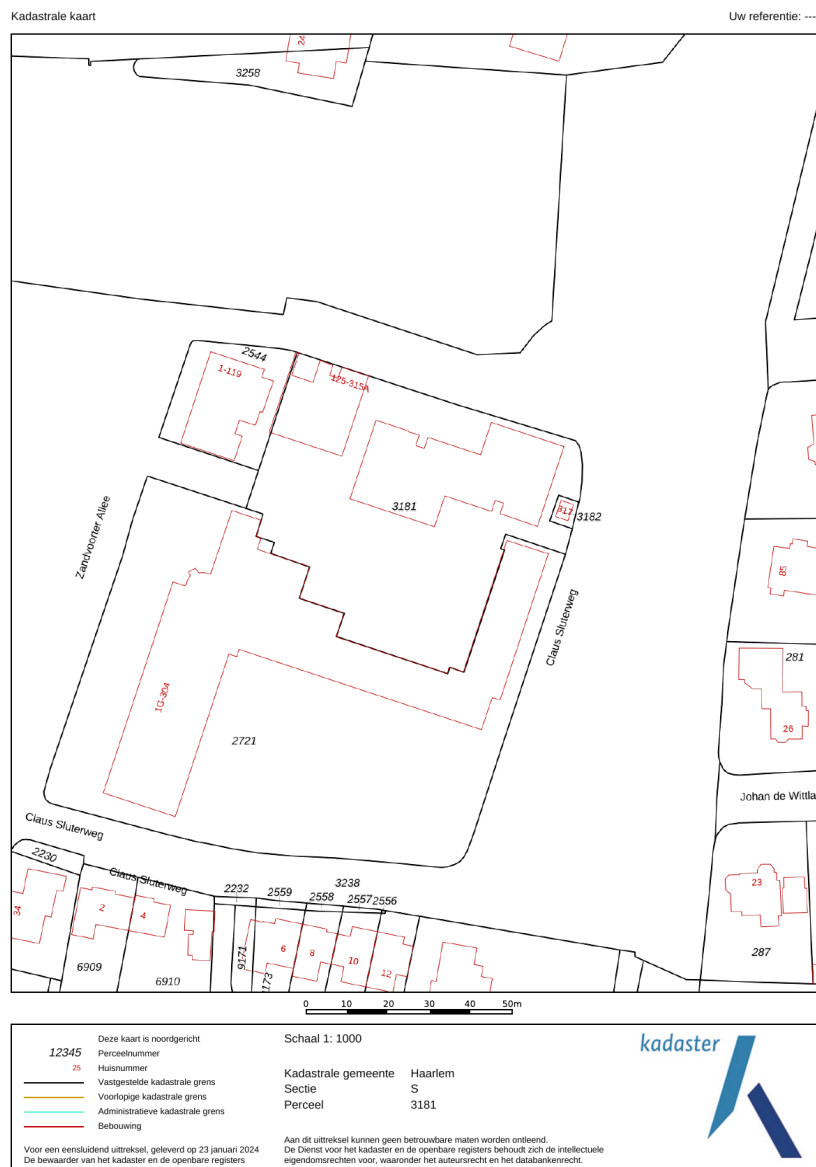 Kadastrale kaart
Uw referentie: ---
24
3258
2544
1-119
125-315A
3181
317
3182
Zandvoorter Allee
Claus Sluterweg
85
281
26
1G-304
2721
Johan de Wittla
Claus Sluterweg
2230
Claus Sluterweg
34
2
4
2232
2559
3238
2558
2557
2556
23
287
6909
6910
9171
173
6
8
10
12
0 10 20 30 40 50m
Deze kaart is noordgericht
12345 Perceelnummer
25 Huisnummer
Vastgestelde kadastrale grens
Voorlopige kadastrale grens
Administratieve kadastrale grens
Bebouwing
Voor een eensluidend uittreksel, geleverd op 23 januari 2024
De bewaarder van het kadaster en de openbare registers
Schaal 1: 1000
Kadastrale gemeente Haarlem
Sectie S
Perceel 3181
Aan dit uittreksel kunnen geen betrouwbare maten worden ontleend.
De Dienst voor het kadaster en de openbare registers behoudt zich de intellectuele
eigendomsrechten voor, waaronder het auteursrecht en het databankenrecht.
kadaster